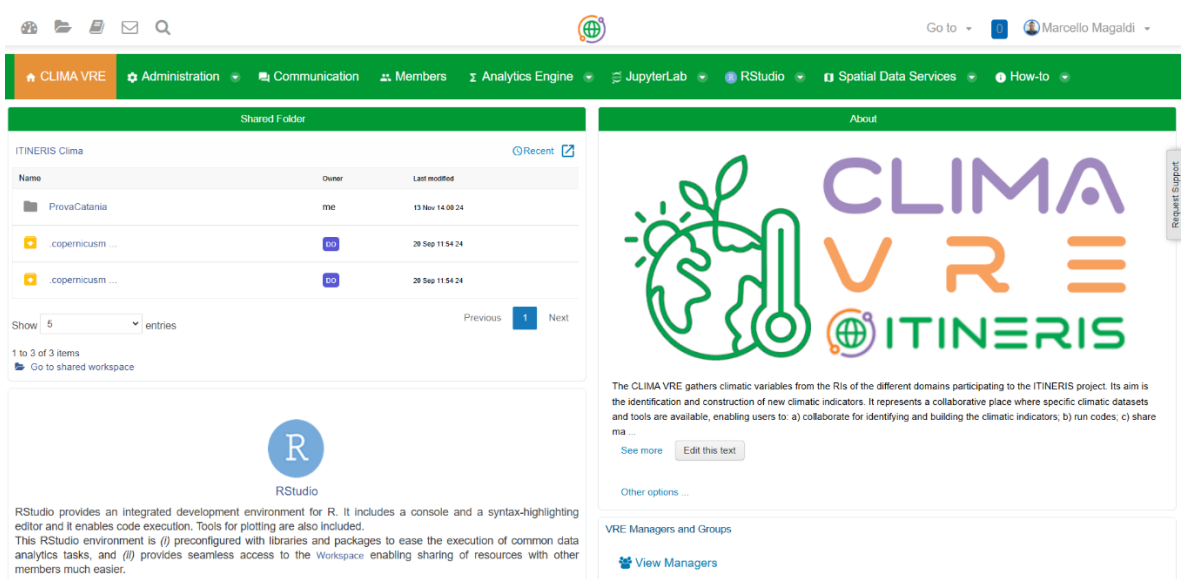 Go to
0
Marcello Magaldi
CLIMA VRE
Administration
Communication
Members
Analytics Engine
JupyterLab
RStudio
Spatial Data Services
How-to
Shared Folder
ITINERIS Clima
Recent
Name Owner Last modified
ProvaCatania me 13 Nov 14:08 24
.copernicusm ... DO 20 Sep 11:54 24
.copernicusm ... DO 20 Sep 11:54 24
Show 5 entries
Previous 1 Next
1 to 3 of 3 items
Go to shared workspace
R
RStudio
RStudio provides an integrated development environment for R. It includes a console and a syntax-highlighting
editor and it enables code execution. Tools for plotting are also included.
This RStudio environment is (i) preconfigured with libraries and packages to ease the execution of common data
analytics tasks, and (ii) provides seamless access to the Workspace enabling sharing of resources with other
members much easier.
About
CLIMA
VRE
ITINERIS
The CLIMA VRE gathers climatic variables from the RIs of the different domains participating to the ITINERIS project. Its aim is
the identification and construction of new climatic indicators. It represents a collaborative place where specific climatic datasets
and tools are available, enabling users to: a) collaborate for identifying and building the climatic indicators; b) run codes; c) share
ma ...
See more
Edit this text
Other options ...
VRE Managers and Groups
View Managers
Request Support